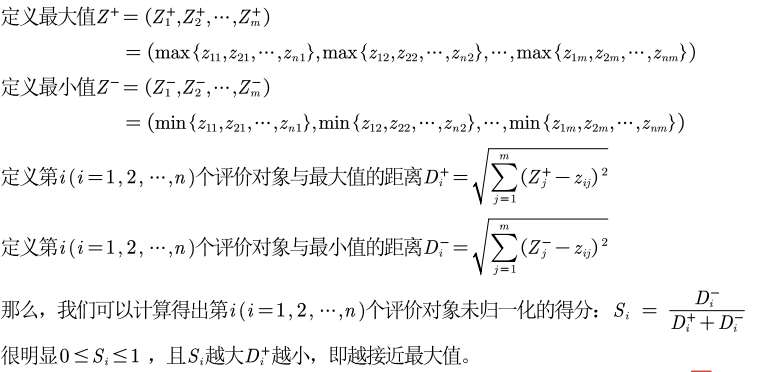 定义最大值Z⁺ = (Z₁⁺,Z₂⁺,⋯,Zₘ⁺)
= (max{z₁₁,z₂₁,⋯,zₙ₁},max{z₁₂,z₂₂,⋯,zₙ₂},⋯,max{z₁ₘ,z₂ₘ,⋯,zₙₘ})
定义最小值Z⁻ = (Z₁⁻,Z₂⁻,⋯,Zₘ⁻)
= (min{z₁₁,z₂₁,⋯,zₙ₁},min{z₁₂,z₂₂,⋯,zₙ₂},⋯,min{z₁ₘ,z₂ₘ,⋯,zₙₘ})
定义第i(i=1,2,⋯,n)个评价对象与最大值的距离Dᵢ⁺=√(∑_{j=1}^{m}(Zⱼ⁺−zᵢⱼ)²)
定义第i(i=1,2,⋯,n)个评价对象与最小值的距离Dᵢ⁻=√(∑_{j=1}^{m}(Zⱼ⁻−zᵢⱼ)²)
那么，我们可以计算得出第i(i=1,2,⋯,n)个评价对象未归一化的得分：Sᵢ = Dᵢ⁻/(Dᵢ⁺+Dᵢ⁻)
很明显0≤Sᵢ≤1，且Sᵢ越大Dᵢ⁺越小，即越接近最大值。